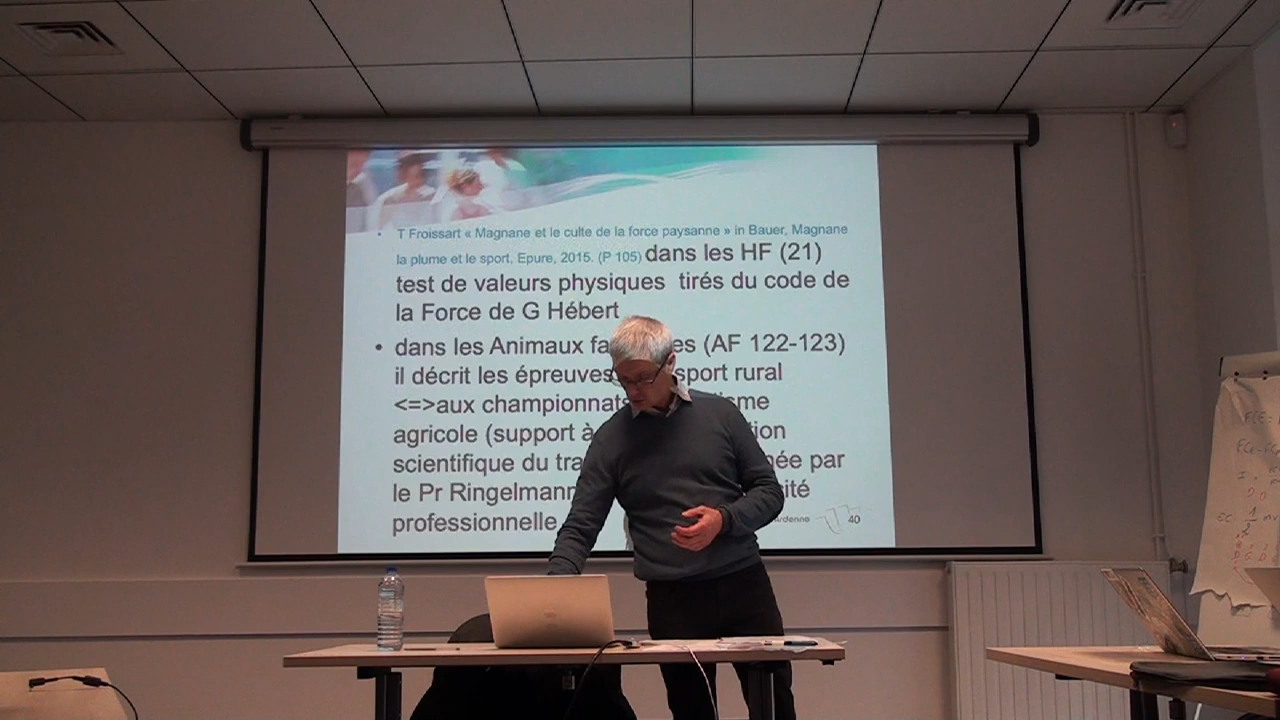 • T Froissart « Magnane et le culte de la force paysanne » in Bauer, Magnane
la plume et le sport, Epure, 2015. (P 105) dans les HF (21)
test de valeurs physiques tirés du code de
la Force de G Hébert
• dans les Animaux fa es (AF 122-123)
il décrit les épreuves sport rural
<=>aux championnats isme
agricole (support à ion
scientifique du tra ée par
le Pr Ringelmann ité
professionnelle
ardenne 40